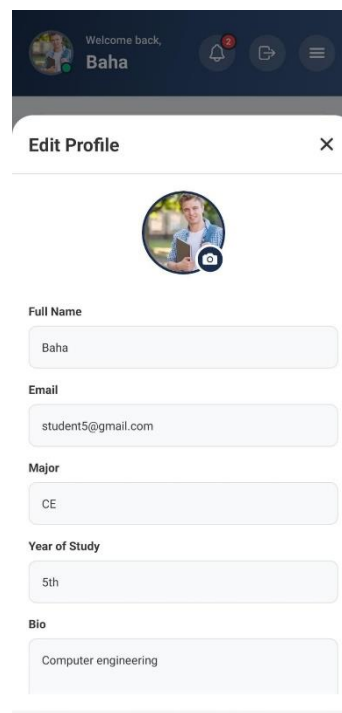 Welcome back,
Baha
2
Edit Profile
Full Name
Baha
Email
student5@gmail.com
Major
CE
Year of Study
5th
Bio
Computer engineering